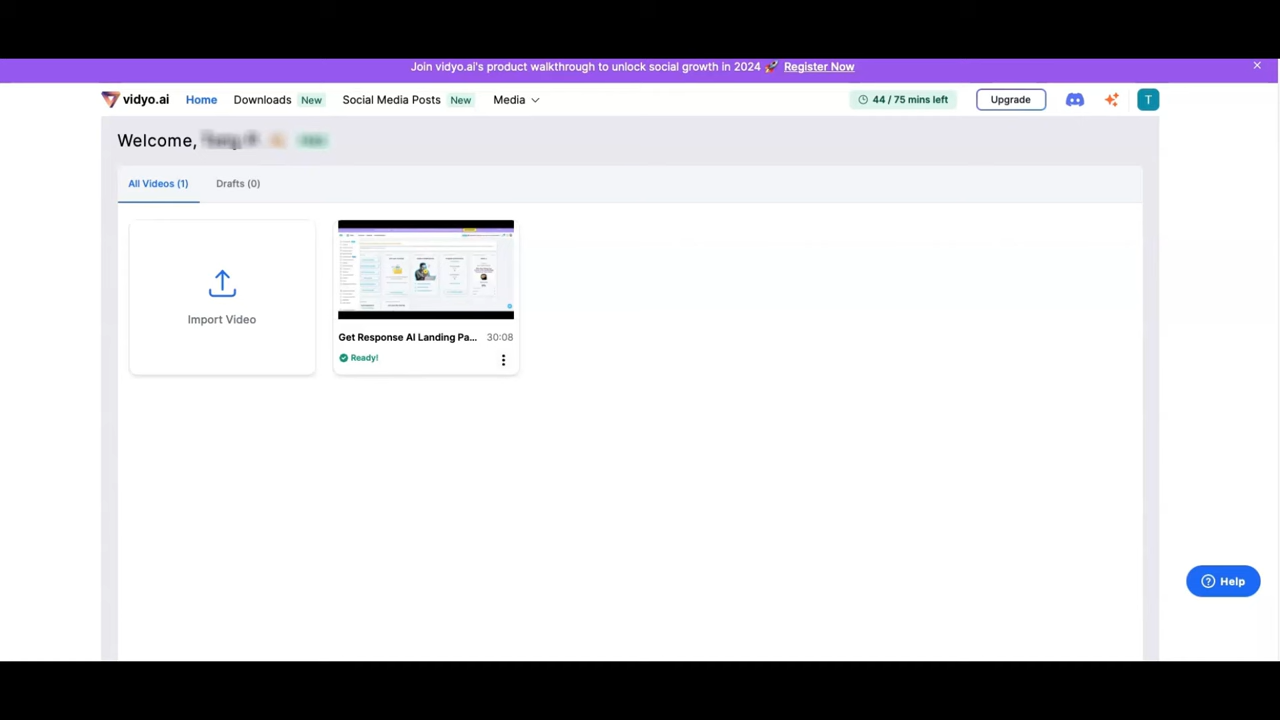 Join vidyo.ai's product walkthrough to unlock social growth in 2024 🚀 Register Now
vidyo.ai Home Downloads New Social Media Posts New Media 44 / 75 mins left Upgrade T
Welcome,
All Videos (1) Drafts (0)
Import Video
Get Response AI Landing Pa... 30:08
Ready!
Help